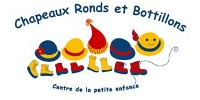 Chapeaux Ronds et Bottillons
Centre de la petite enfance